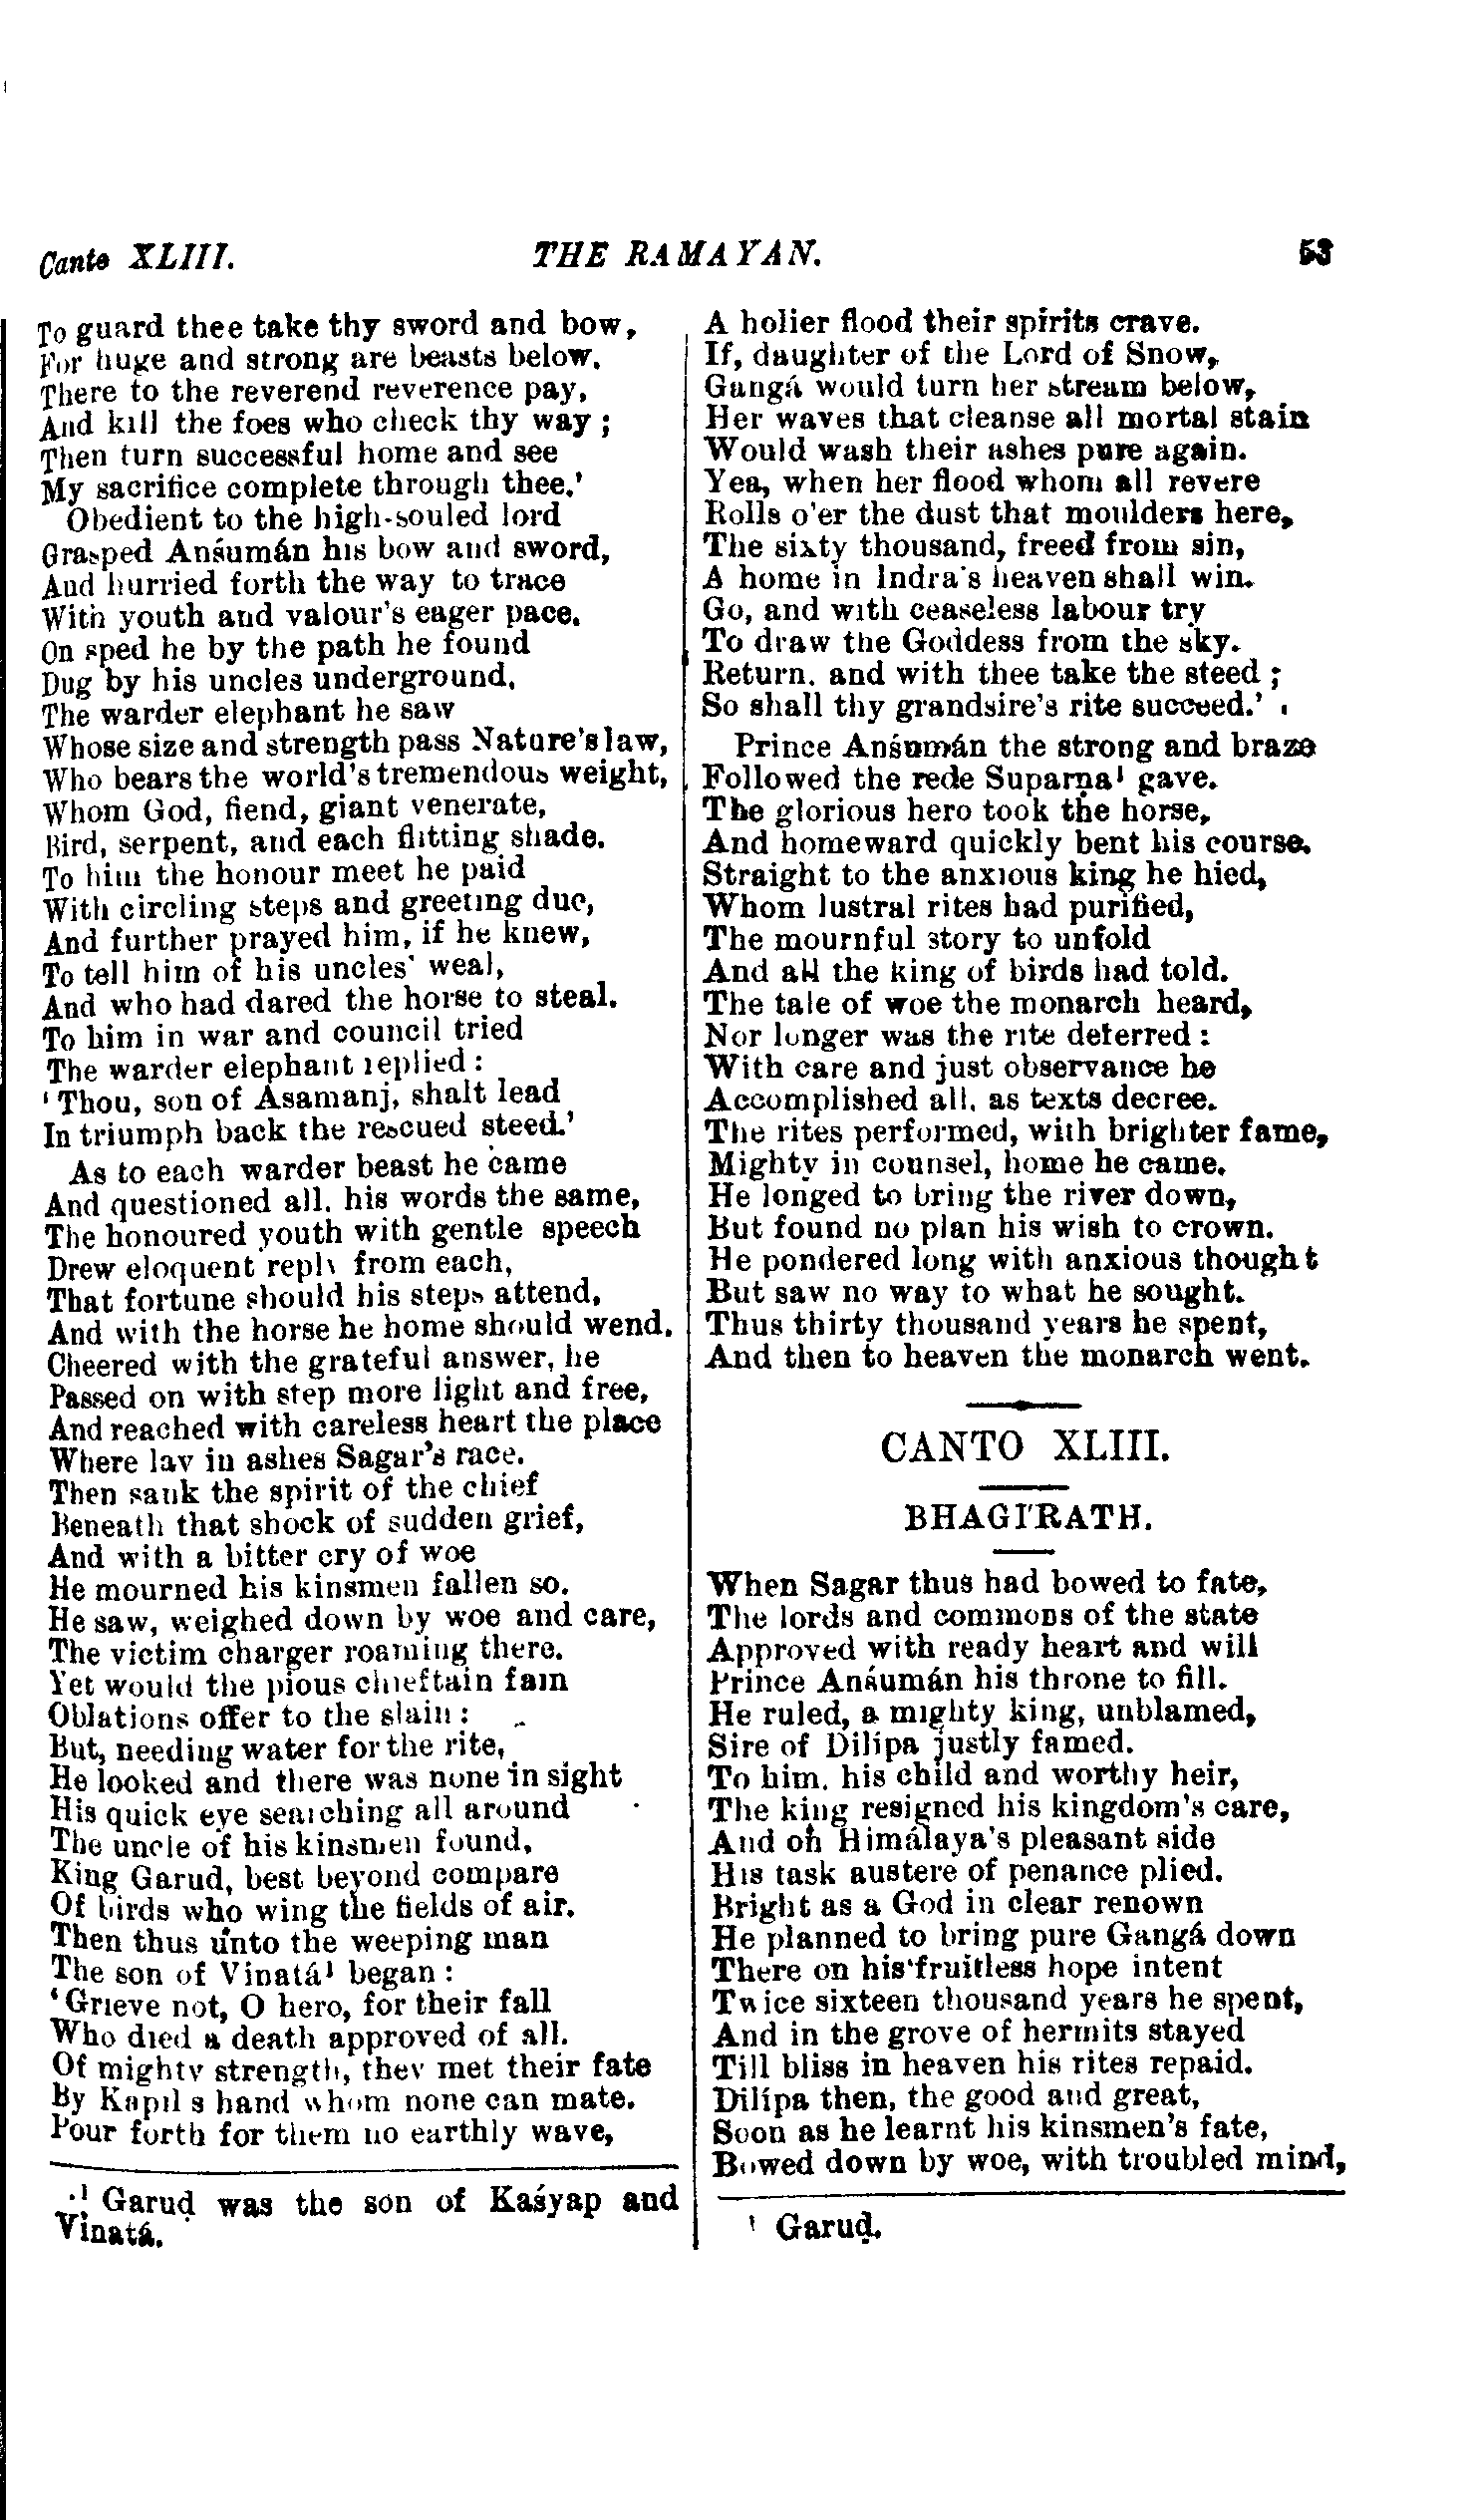 Canto XLIII. THE RAMAYAN. 53
To guard thee take thy sword and bow,
For huge and strong are beasts below.
There to the reverend reverence pay,
And kill the foes who check thy way ;
Then turn successful home and see
My sacrifice complete through thee.'
Obedient to the high-souled lord
Grasped Anśumán his bow and sword,
And hurried forth the way to trace
With youth and valour's eager pace.
On sped he by the path he found
Dug by his uncles underground.
The warder elephant he saw
Whose size and strength pass Nature's law,
Who bears the world's tremendous weight,
Whom God, fiend, giant venerate,
Bird, serpent, and each flitting shade.
To him the honour meet he paid
With circling steps and greeting due,
And further prayed him, if he knew,
To tell him of his uncles' weal,
And who had dared the horse to steal.
To him in war and council tried
The warder elephant replied :
'Thou, son of Asamanj, shalt lead
In triumph back the rescued steed.'
As to each warder beast he came
And questioned all. his words the same,
The honoured youth with gentle speech
Drew eloquent reply from each,
That fortune should his steps attend,
And with the horse he home should wend.
Cheered with the grateful answer, he
Passed on with step more light and free,
And reached with careless heart the place
Where lay in ashes Sagar's race.
Then sank the spirit of the chief
Beneath that shock of sudden grief,
And with a bitter cry of woe
He mourned his kinsmen fallen so.
He saw, weighed down by woe and care,
The victim charger roaming there.
Yet would the pious chieftain fain
Oblations offer to the slain :
But, needing water for the rite,
He looked and there was none in sight
His quick eye searching all around
The uncle of his kinsmen found,
King Garud, best beyond compare
Of birds who wing the fields of air.
Then thus unto the weeping man
The son of Vinatá¹ began :
'Grieve not, O hero, for their fall
Who died a death approved of all.
Of mighty strength, they met their fate
By Kapil s hand whom none can mate.
Pour forth for them no earthly wave,
¹ Garuḍ was the son of Kaśyap and
Vinatá.
A holier flood their spirits crave.
If, daughter of the Lord of Snow,
Gangá would turn her stream below,
Her waves that cleanse all mortal stain
Would wash their ashes pure again.
Yea, when her flood whom all revere
Rolls o'er the dust that moulders here,
The sixty thousand, freed from sin,
A home in Indra's heaven shall win.
Go, and with ceaseless labour try
To draw the Goddess from the sky.
Return. and with thee take the steed ;
So shall thy grandsire's rite succeed.'
Prince Anśumán the strong and brave
Followed the rede Suparṇa¹ gave.
The glorious hero took the horse,
And homeward quickly bent his course.
Straight to the anxious king he hied,
Whom lustral rites had purified,
The mournful story to unfold
And all the king of birds had told.
The tale of woe the monarch heard,
Nor longer was the rite deferred :
With care and just observance he
Accomplished all. as texts decree.
The rites performed, with brighter fame,
Mighty in counsel, home he came.
He longed to bring the river down,
But found no plan his wish to crown.
He pondered long with anxious thought
But saw no way to what he sought.
Thus thirty thousand years he spent,
And then to heaven the monarch went.
CANTO XLIII.
BHAGÍRATH.
When Sagar thus had bowed to fate,
The lords and commons of the state
Approved with ready heart and will
Prince Anśumán his throne to fill.
He ruled, a mighty king, unblamed,
Sire of Dilípa justly famed.
To him. his child and worthy heir,
The king resigned his kingdom's care,
And on Himálaya's pleasant side
His task austere of penance plied.
Bright as a God in clear renown
He planned to bring pure Gangá down
There on his fruitless hope intent
Twice sixteen thousand years he spent,
And in the grove of hermits stayed
Till bliss in heaven his rites repaid.
Dilípa then, the good and great,
Soon as he learnt his kinsmen's fate,
Bowed down by woe, with troubled mind,
¹ Garuḍ.